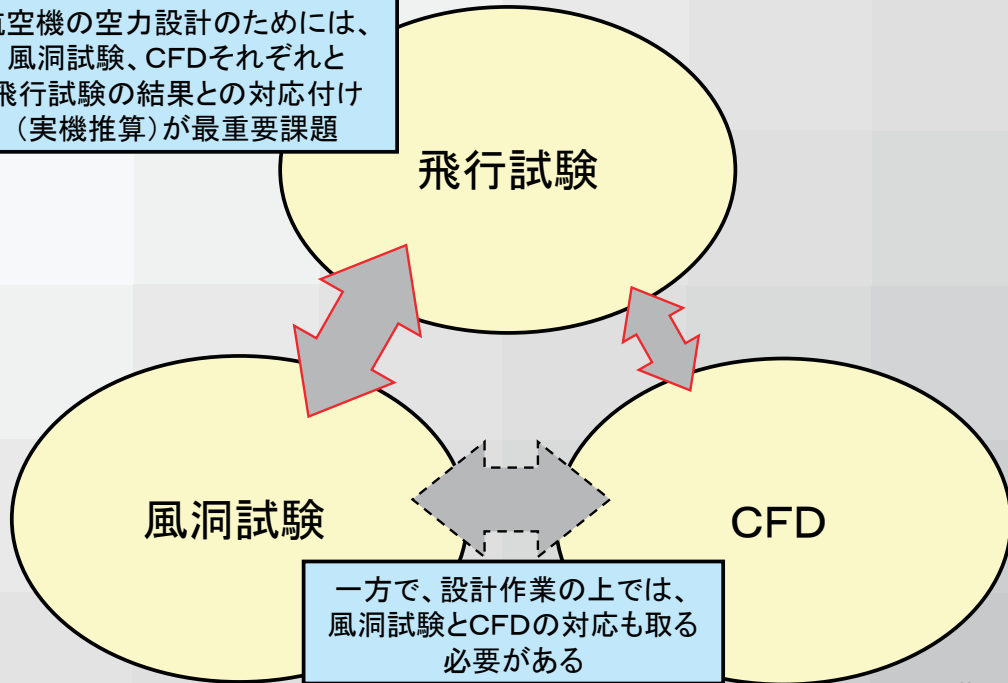 航空機の空力設計のためには、
風洞試験、CFDそれぞれと
飛行試験の結果との対応付け
（実機推算）が最重要課題
飛行試験
風洞試験
CFD
一方で、設計作業の上では、
風洞試験とCFDの対応も取る
必要がある